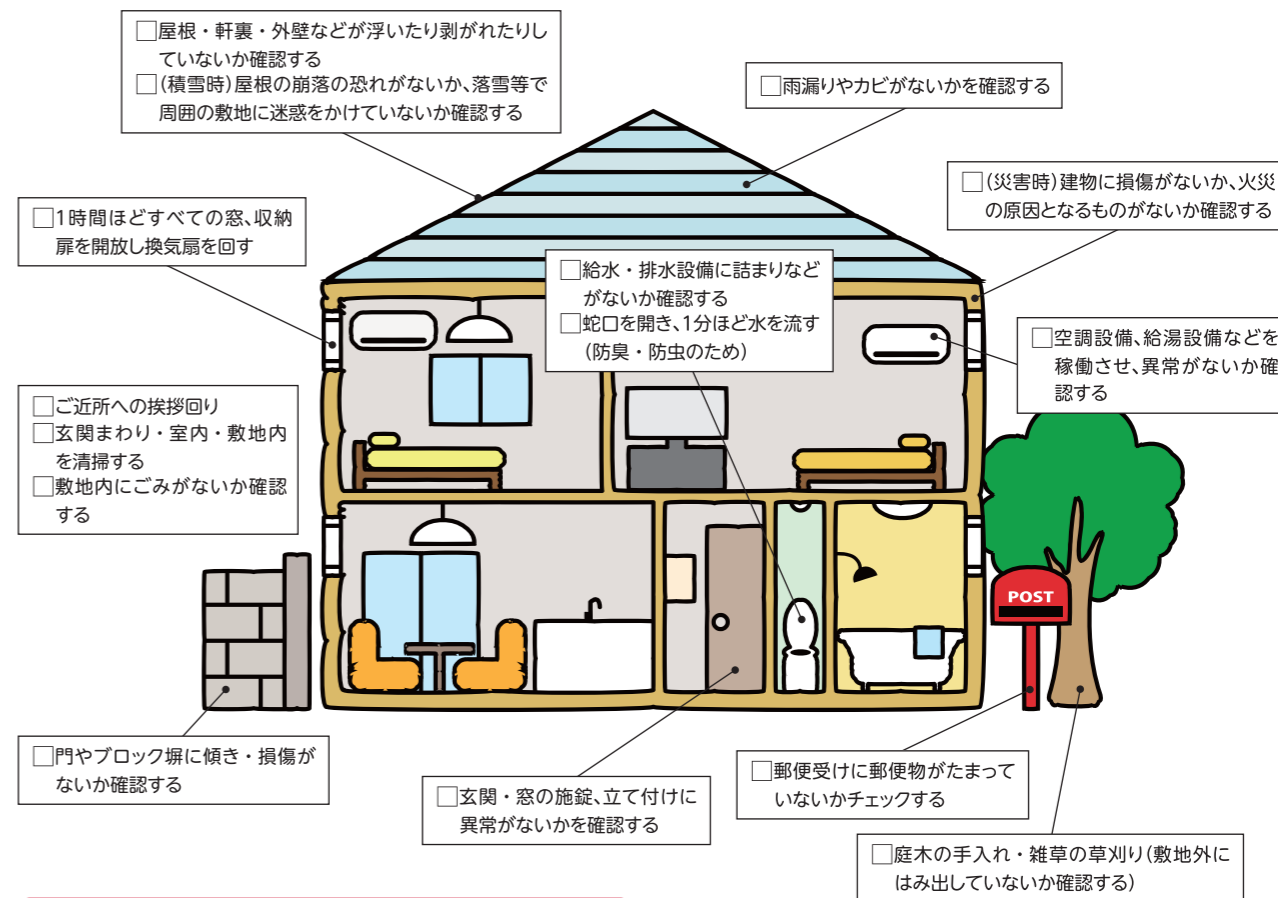 □屋根・軒裏・外壁などが浮いたり剥がれたりし
ていないか確認する
□(積雪時)屋根の崩落の恐れがないか、落雪等で
周囲の敷地に迷惑をかけていないか確認する
□雨漏りやカビがないかを確認する
□(災害時)建物に損傷がないか、火災
の原因となるものがないか確認する
□1時間ほどすべての窓、収納
扉を開放し換気扇を回す
□給水・排水設備に詰まりなど
がないか確認する
□蛇口を開き、1分ほど水を流す
(防臭・防虫のため)
□空調設備、給湯設備などを
稼働させ、異常がないか確
認する
□ご近所への挨拶回り
□玄関まわり・室内・敷地内
を清掃する
□敷地内にごみがないか確認
する
POST
□門やブロック塀に傾き・損傷が
ないか確認する
□玄関・窓の施錠、立て付けに
異常がないかを確認する
□郵便受けに郵便物がたまって
いないかチェックする
□庭木の手入れ・雑草の草刈り(敷地外に
はみ出していないか確認する)